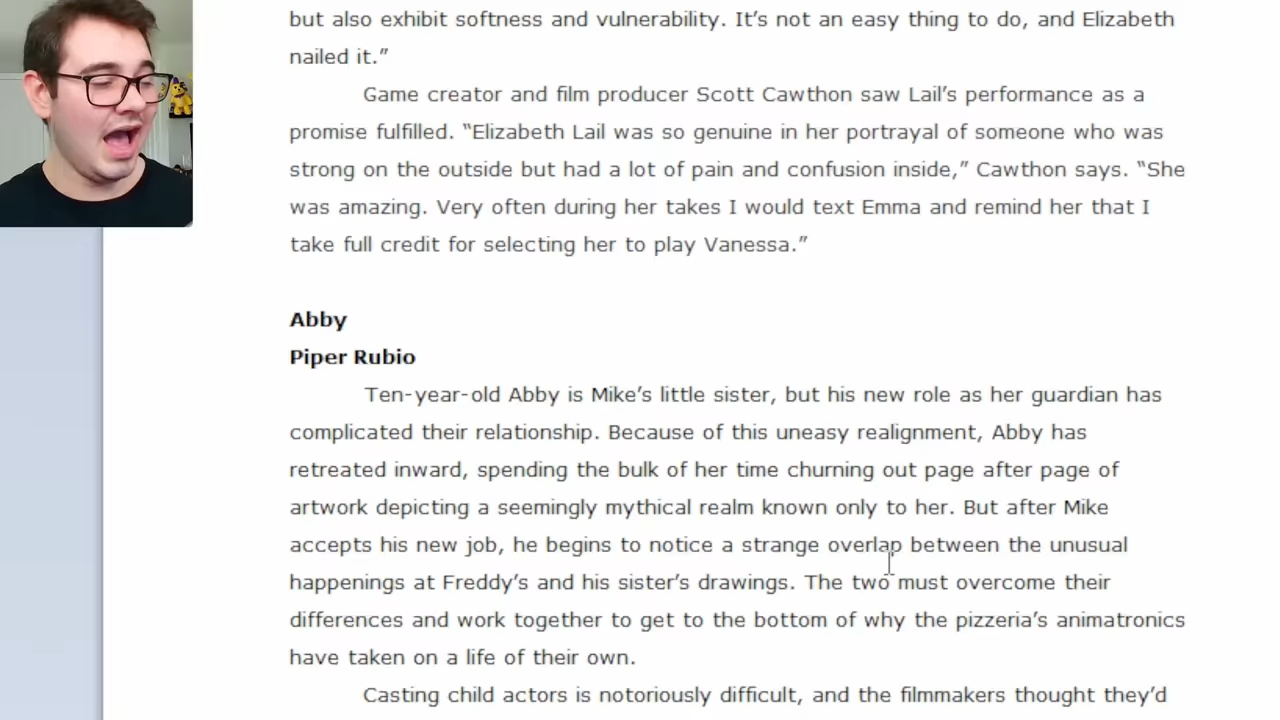 but also exhibit softness and vulnerability. It’s not an easy thing to do, and Elizabeth
nailed it.”
Game creator and film producer Scott Cawthon saw Lail’s performance as a
promise fulfilled. “Elizabeth Lail was so genuine in her portrayal of someone who was
strong on the outside but had a lot of pain and confusion inside,” Cawthon says. “She
was amazing. Very often during her takes I would text Emma and remind her that I
take full credit for selecting her to play Vanessa.”
Abby
Piper Rubio
Ten-year-old Abby is Mike’s little sister, but his new role as her guardian has
complicated their relationship. Because of this uneasy realignment, Abby has
retreated inward, spending the bulk of her time churning out page after page of
artwork depicting a seemingly mythical realm known only to her. But after Mike
accepts his new job, he begins to notice a strange overlap between the unusual
happenings at Freddy’s and his sister’s drawings. The two must overcome their
differences and work together to get to the bottom of why the pizzeria’s animatronics
have taken on a life of their own.
Casting child actors is notoriously difficult, and the filmmakers thought they’d